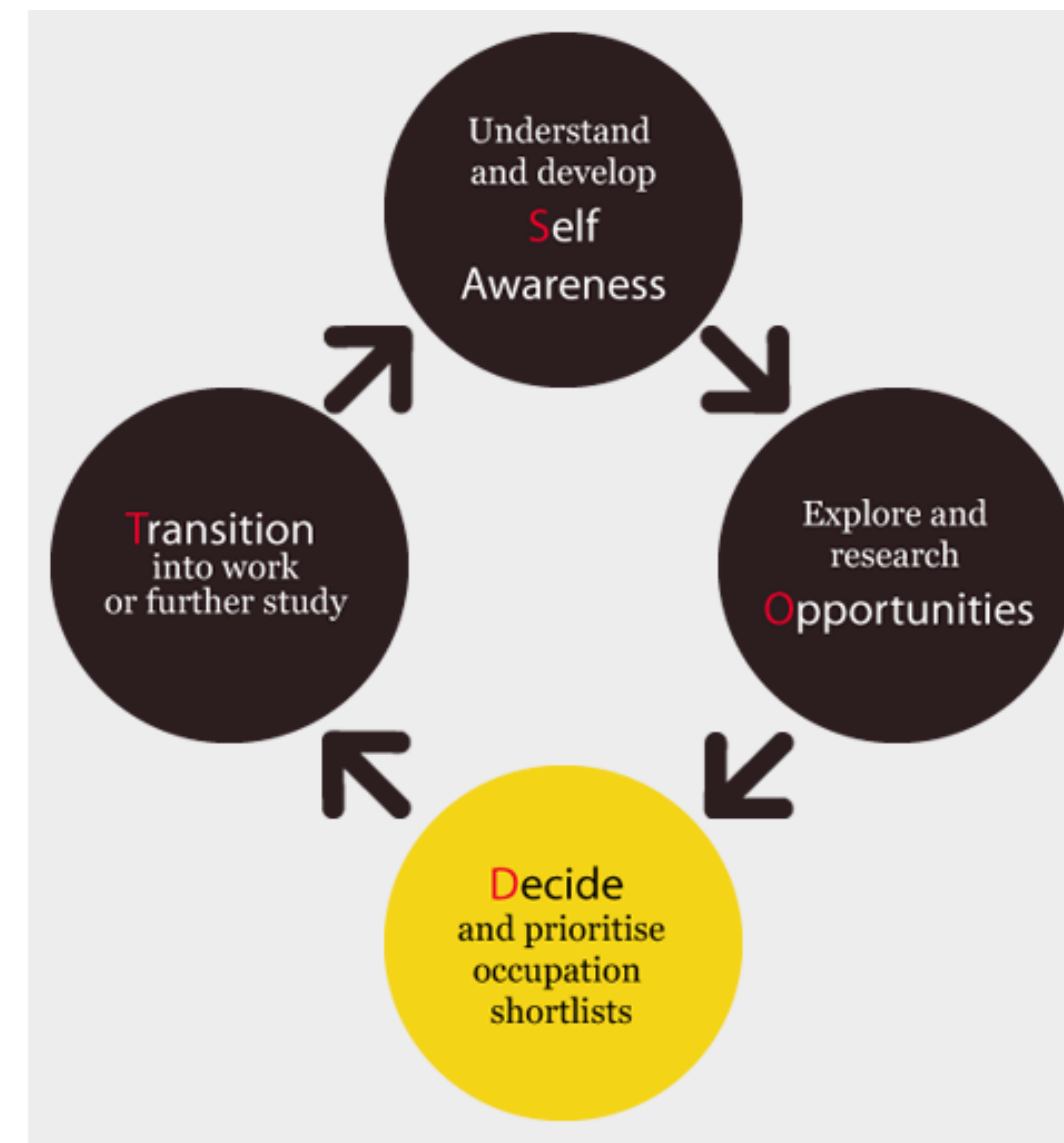 Understand
and develop
Self
Awareness
Explore and
research
Opportunities
Decide
and prioritise
occupation
shortlists
Transition
into work
or further study